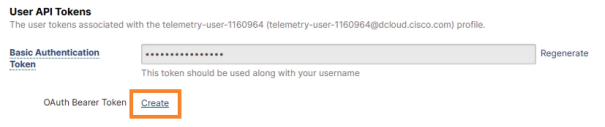 User API Tokens
The user tokens associated with the telemetry-user-1160964 (telemetry-user-1160964@dcloud.cisco.com) profile.
Basic Authentication Token
•••••••••••••••• Regenerate
This token should be used along with your username
OAuth Bearer Token Create